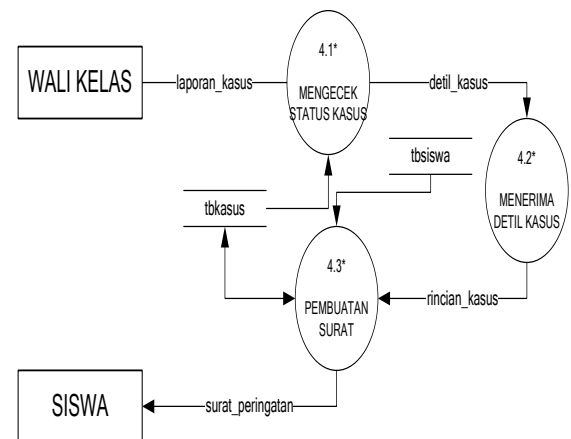 4.1*
WALI KELAS
laporan_kasus
MENGECEK
STATUS KASUS
detil_kasus
tbsiswa
4.2*
MENERIMA
DETIL KASUS
tbkasus
4.3*
PEMBUATAN
SURAT
rincian_kasus
SISWA
surat_peringatan